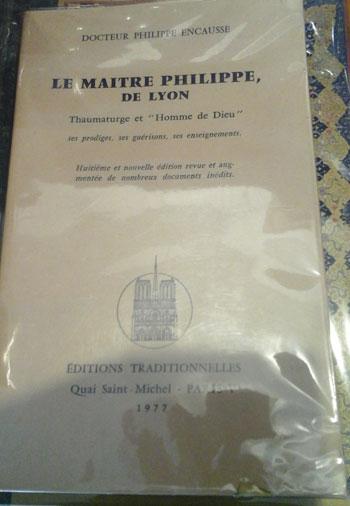 DOCTEUR PHILIPPE ENCAUSSE
LE MAITRE PHILIPPE,
DE LYON
Thaumaturge et "Homme de Dieu"
ses prodiges, ses guérisons, ses enseignements.
Huitième et nouvelle édition revue et aug-
mentée de nombreux documents inédits.
ÉDITIONS TRADITIONNELLES
Quai Saint-Michel - PARIS-V
1977